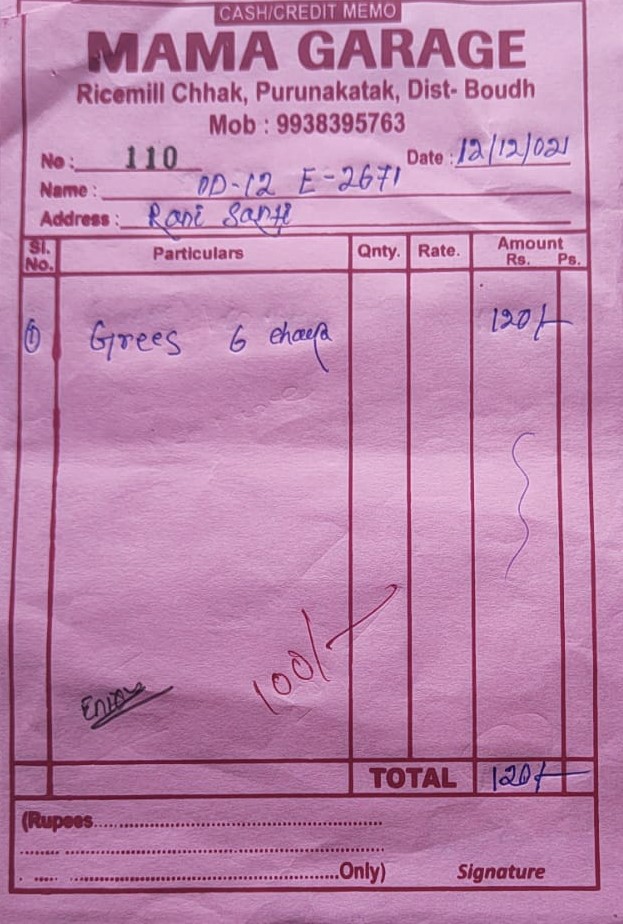 CASH/CREDIT MEMO
MAMA GARAGE
Ricemill Chhak, Purunakatak, Dist- Boudh
Mob : 9938395763
No : 110 Date : 12/12/021
Name : OD-12 E-2671
Address : Rani Santi
Sl. No. Particulars Qnty. Rate. Amount Rs. Ps.
① Grees 6 120/-
100/-
TOTAL 120/-
(Rupees
Only) Signature